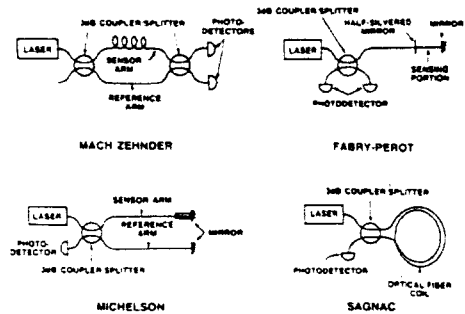 3dB COUPLER SPLITTER
PHOTO-
DETECTORS
LASER
SENSOR
ARM
REFERENCE
ARM
MACH ZEHNDER
3dB COUPLER SPLITTER
HALF-SILVERED
MIRROR
MIRROR
LASER
SENSING
PORTION
PHOTODETECTOR
FABRY-PEROT
SENSOR ARM
LASER
REFERENCE
ARM
MIRROR
PHOTO-
DETECTOR
3dB COUPLER SPLITTER
MICHELSON
3dB COUPLER SPLITTER
LASER
PHOTODETECTOR
OPTICAL FIBER
COIL
SAGNAC